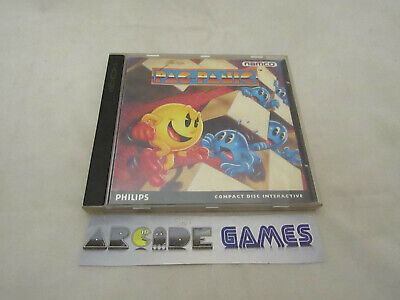 namco
PAC-PANIC
PHILIPS
COMPACT DISC INTERACTIVE
ARCADE GAMES